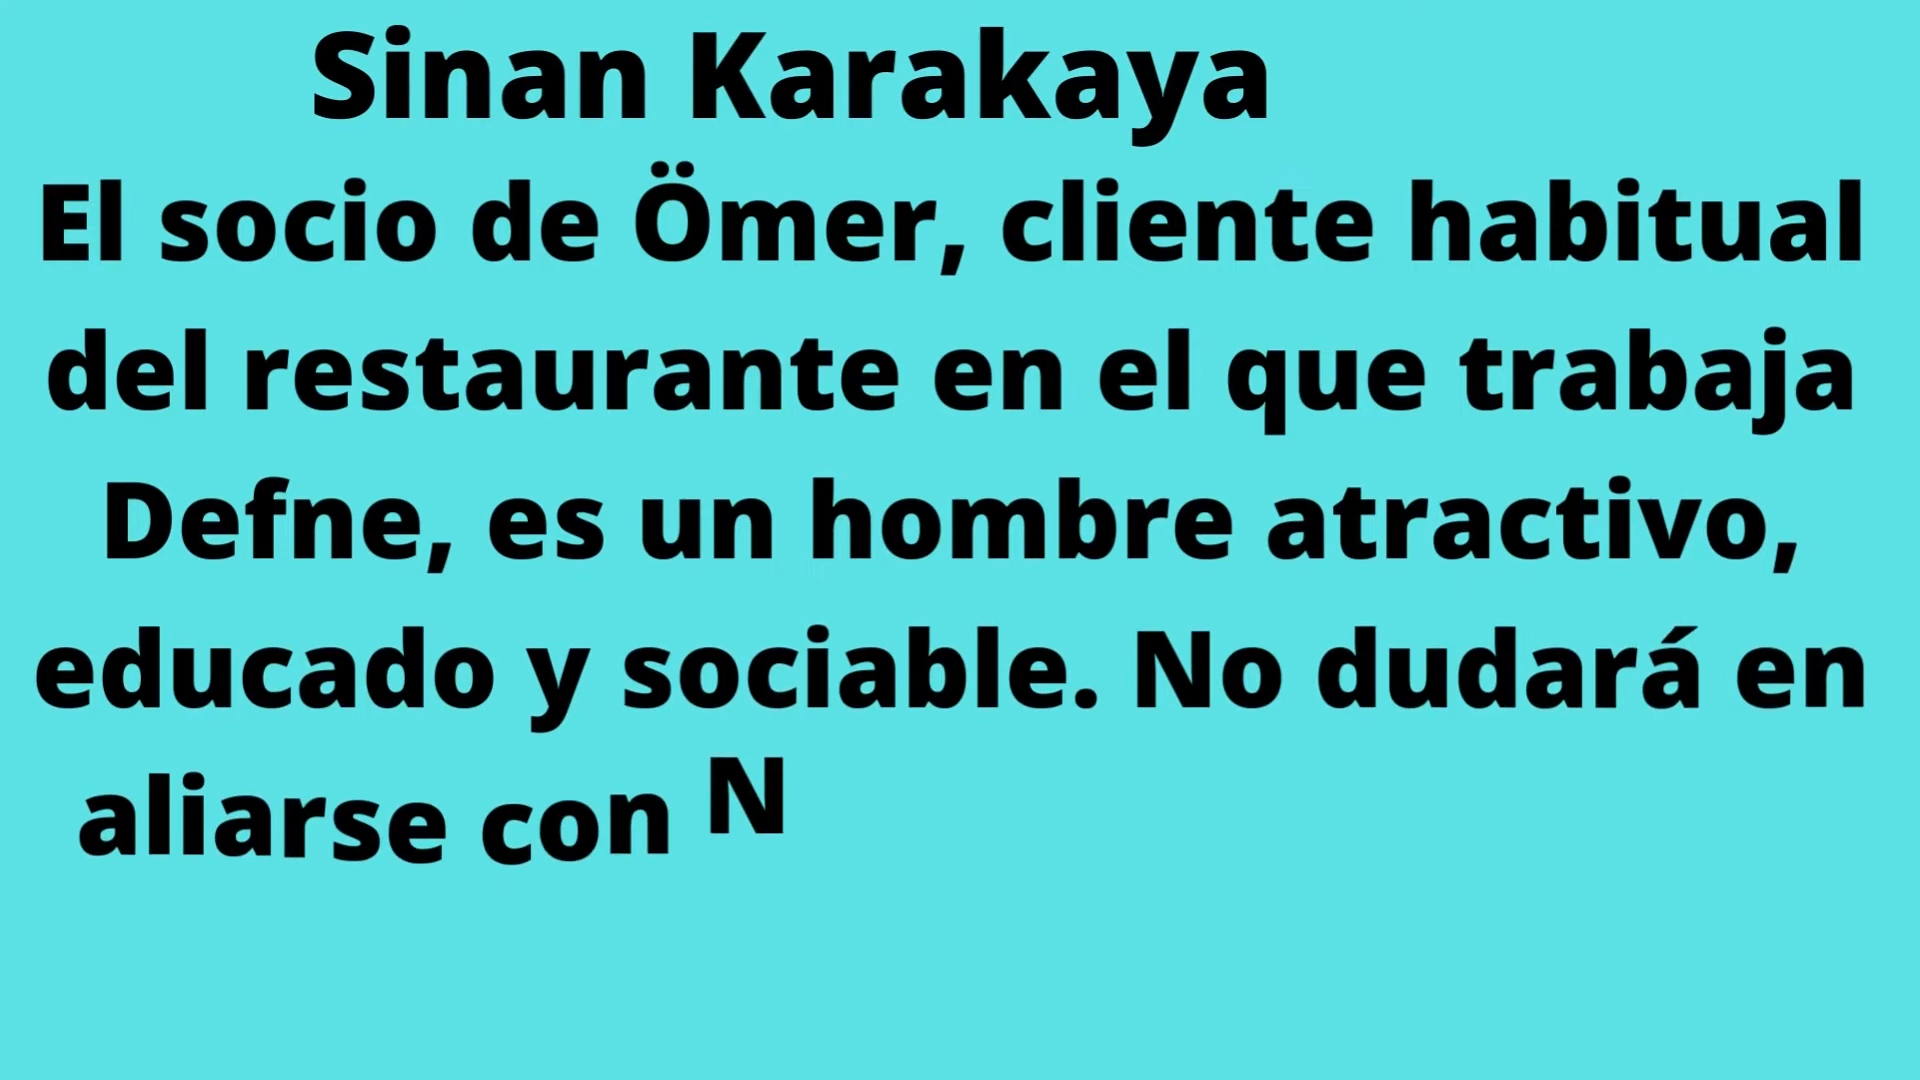 Sinan Karakaya
El socio de Ömer, cliente habitual
del restaurante en el que trabaja
Defne, es un hombre atractivo,
educado y sociable. No dudará en
aliarse con N